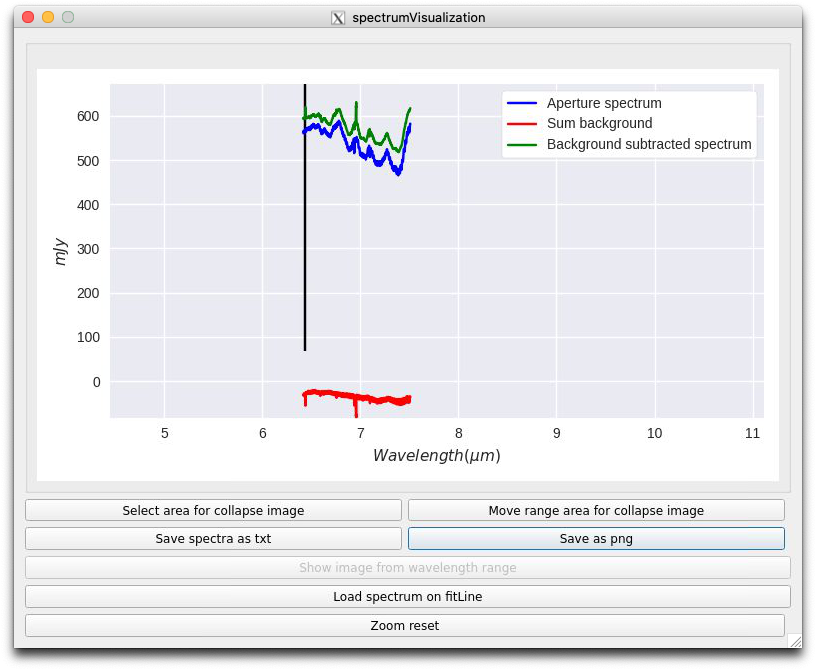 spectrumVisualization
Aperture spectrum
Sum background
Background subtracted spectrum
600
500
400
300
200
100
0
mJy
5 6 7 8 9 10 11
Wavelength(μm)
Select area for collapse image
Move range area for collapse image
Save spectra as txt
Save as png
Show image from wavelength range
Load spectrum on fitLine
Zoom reset